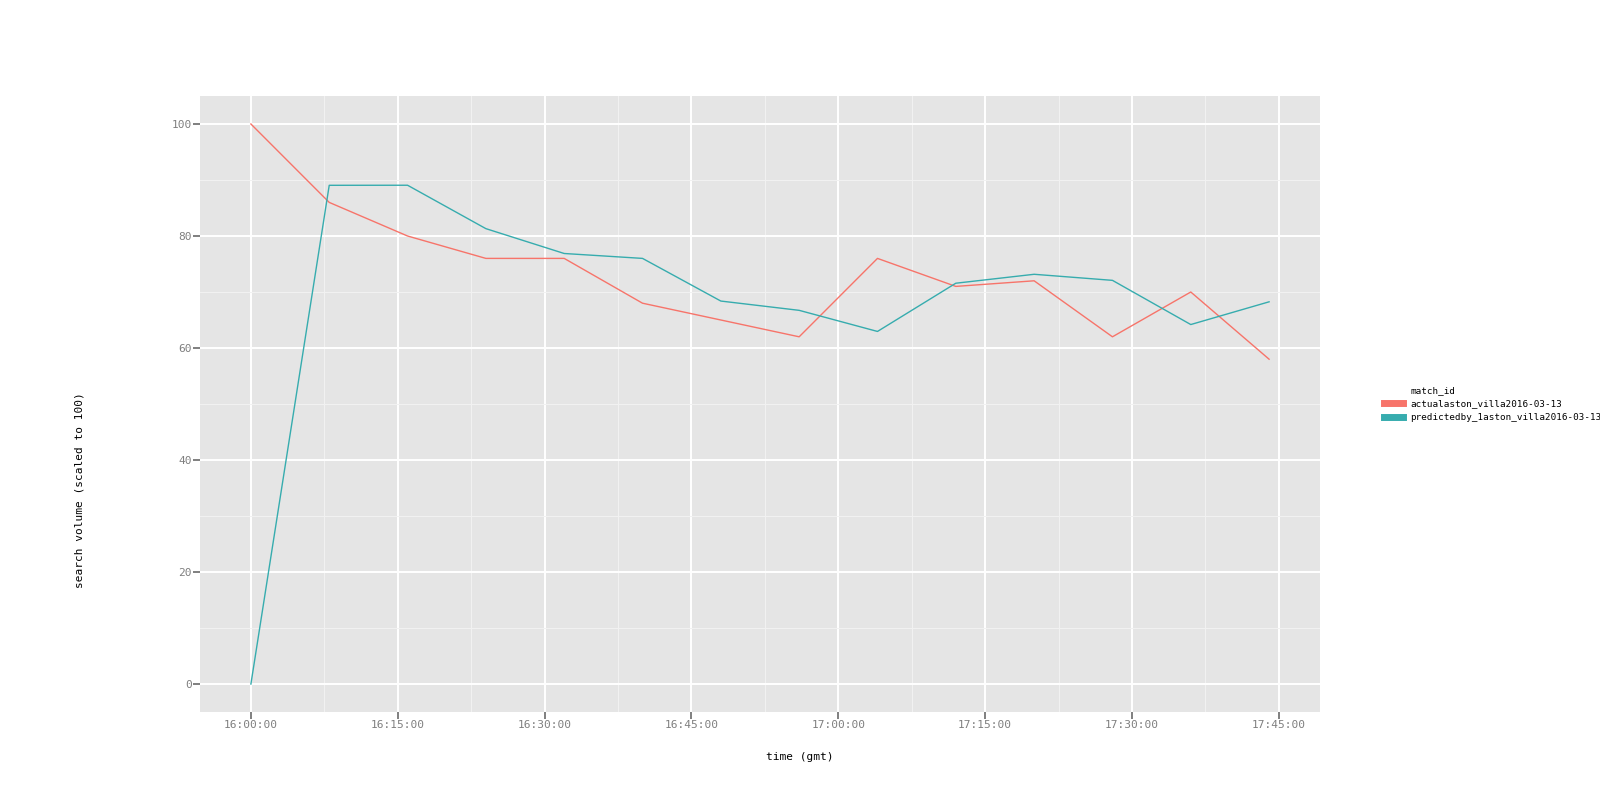 100
80
60
40
20
0
search volume (scaled to 100)
16:00:00 16:15:00 16:30:00 16:45:00 17:00:00 17:15:00 17:30:00 17:45:00
time (gmt)
match_id
actualaston_villa2016-03-13
predictedby_1aston_villa2016-03-13